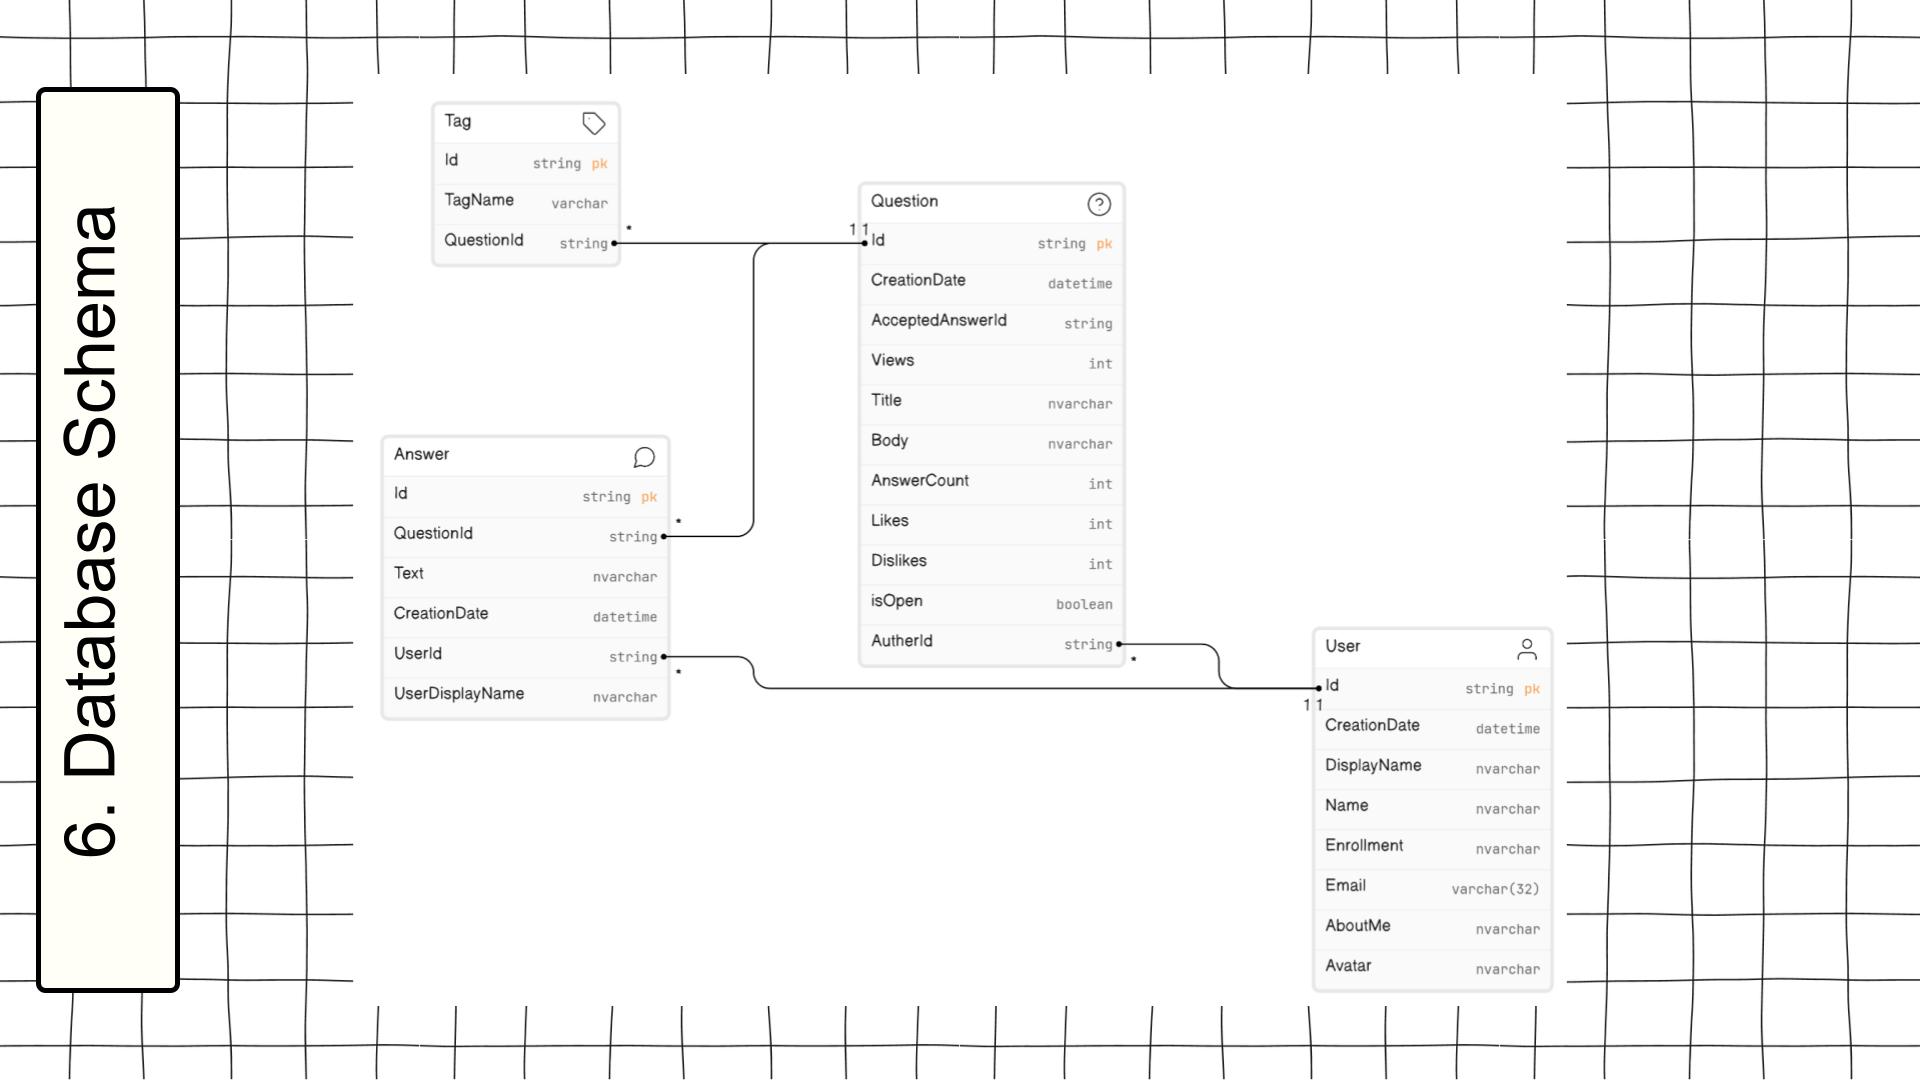 6. Database Schema
Tag
Id string pk
TagName varchar
QuestionId string
*
1 1
Question
Id string pk
CreationDate datetime
AcceptedAnswerId string
Views int
Title nvarchar
Body nvarchar
AnswerCount int
Likes int
Dislikes int
isOpen boolean
AutherId string
*
Answer
Id string pk
QuestionId string
*
Text nvarchar
CreationDate datetime
UserId string
*
UserDisplayName nvarchar
User
Id string pk
1 1
CreationDate datetime
DisplayName nvarchar
Name nvarchar
Enrollment nvarchar
Email varchar(32)
AboutMe nvarchar
Avatar nvarchar